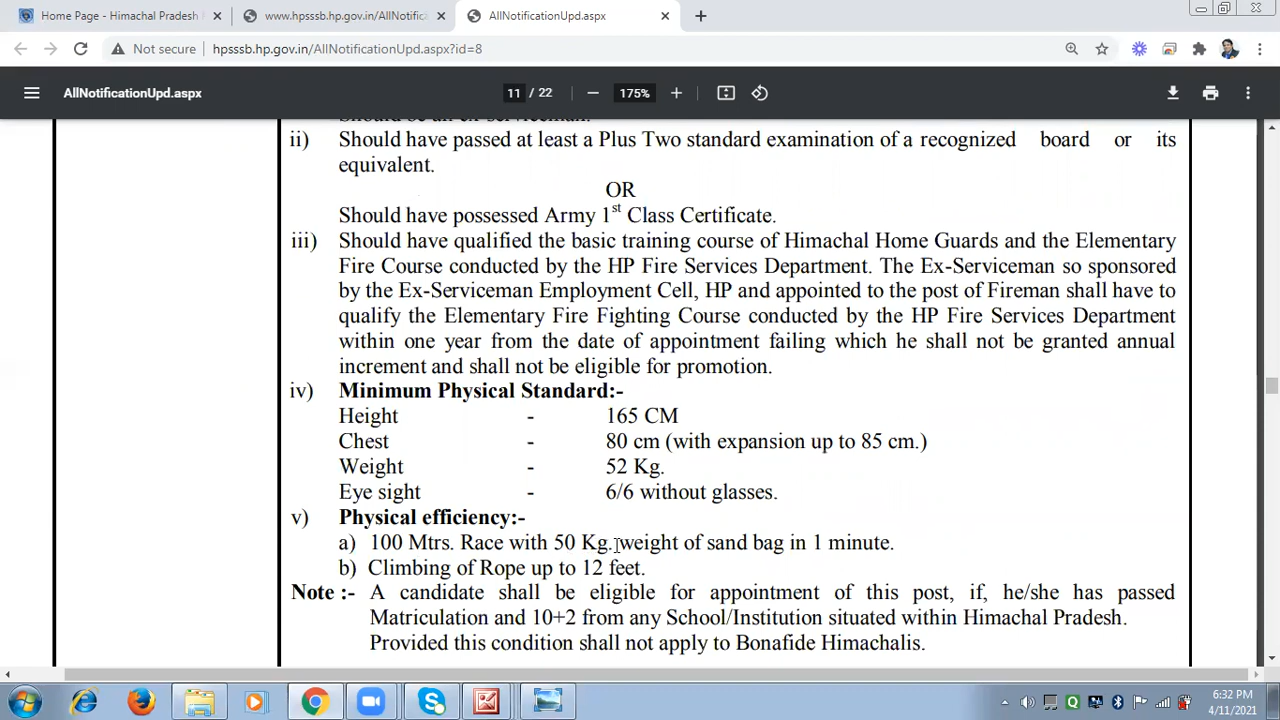 Home Page - Himachal Pradesh
www.hpsssb.hp.gov.in/AllNotific
AllNotificationUpd.aspx
Not secure
hpsssb.hp.gov.in/AllNotificationUpd.aspx?id=8
AllNotificationUpd.aspx
11 / 22
175%
ii) Should have passed at least a Plus Two standard examination of a recognized board or its
equivalent.
OR
Should have possessed Army 1st Class Certificate.
iii) Should have qualified the basic training course of Himachal Home Guards and the Elementary
Fire Course conducted by the HP Fire Services Department. The Ex-Serviceman so sponsored
by the Ex-Serviceman Employment Cell, HP and appointed to the post of Fireman shall have to
qualify the Elementary Fire Fighting Course conducted by the HP Fire Services Department
within one year from the date of appointment failing which he shall not be granted annual
increment and shall not be eligible for promotion.
iv) Minimum Physical Standard:-
Height - 165 CM
Chest - 80 cm (with expansion up to 85 cm.)
Weight - 52 Kg.
Eye sight - 6/6 without glasses.
v) Physical efficiency:-
a) 100 Mtrs. Race with 50 Kg. weight of sand bag in 1 minute.
b) Climbing of Rope up to 12 feet.
Note :- A candidate shall be eligible for appointment of this post, if, he/she has passed
Matriculation and 10+2 from any School/Institution situated within Himachal Pradesh.
Provided this condition shall not apply to Bonafide Himachalis.
6:32 PM
4/11/2021